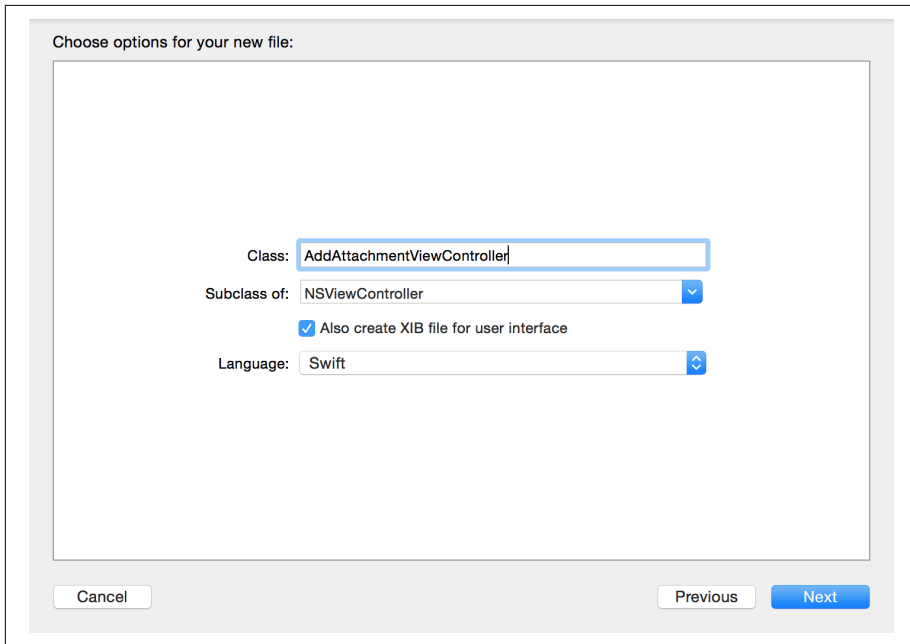 Choose options for your new file:
Class: AddAttachmentViewController
Subclass of: NSViewController
Also create XIB file for user interface
Language: Swift
Cancel Previous Next